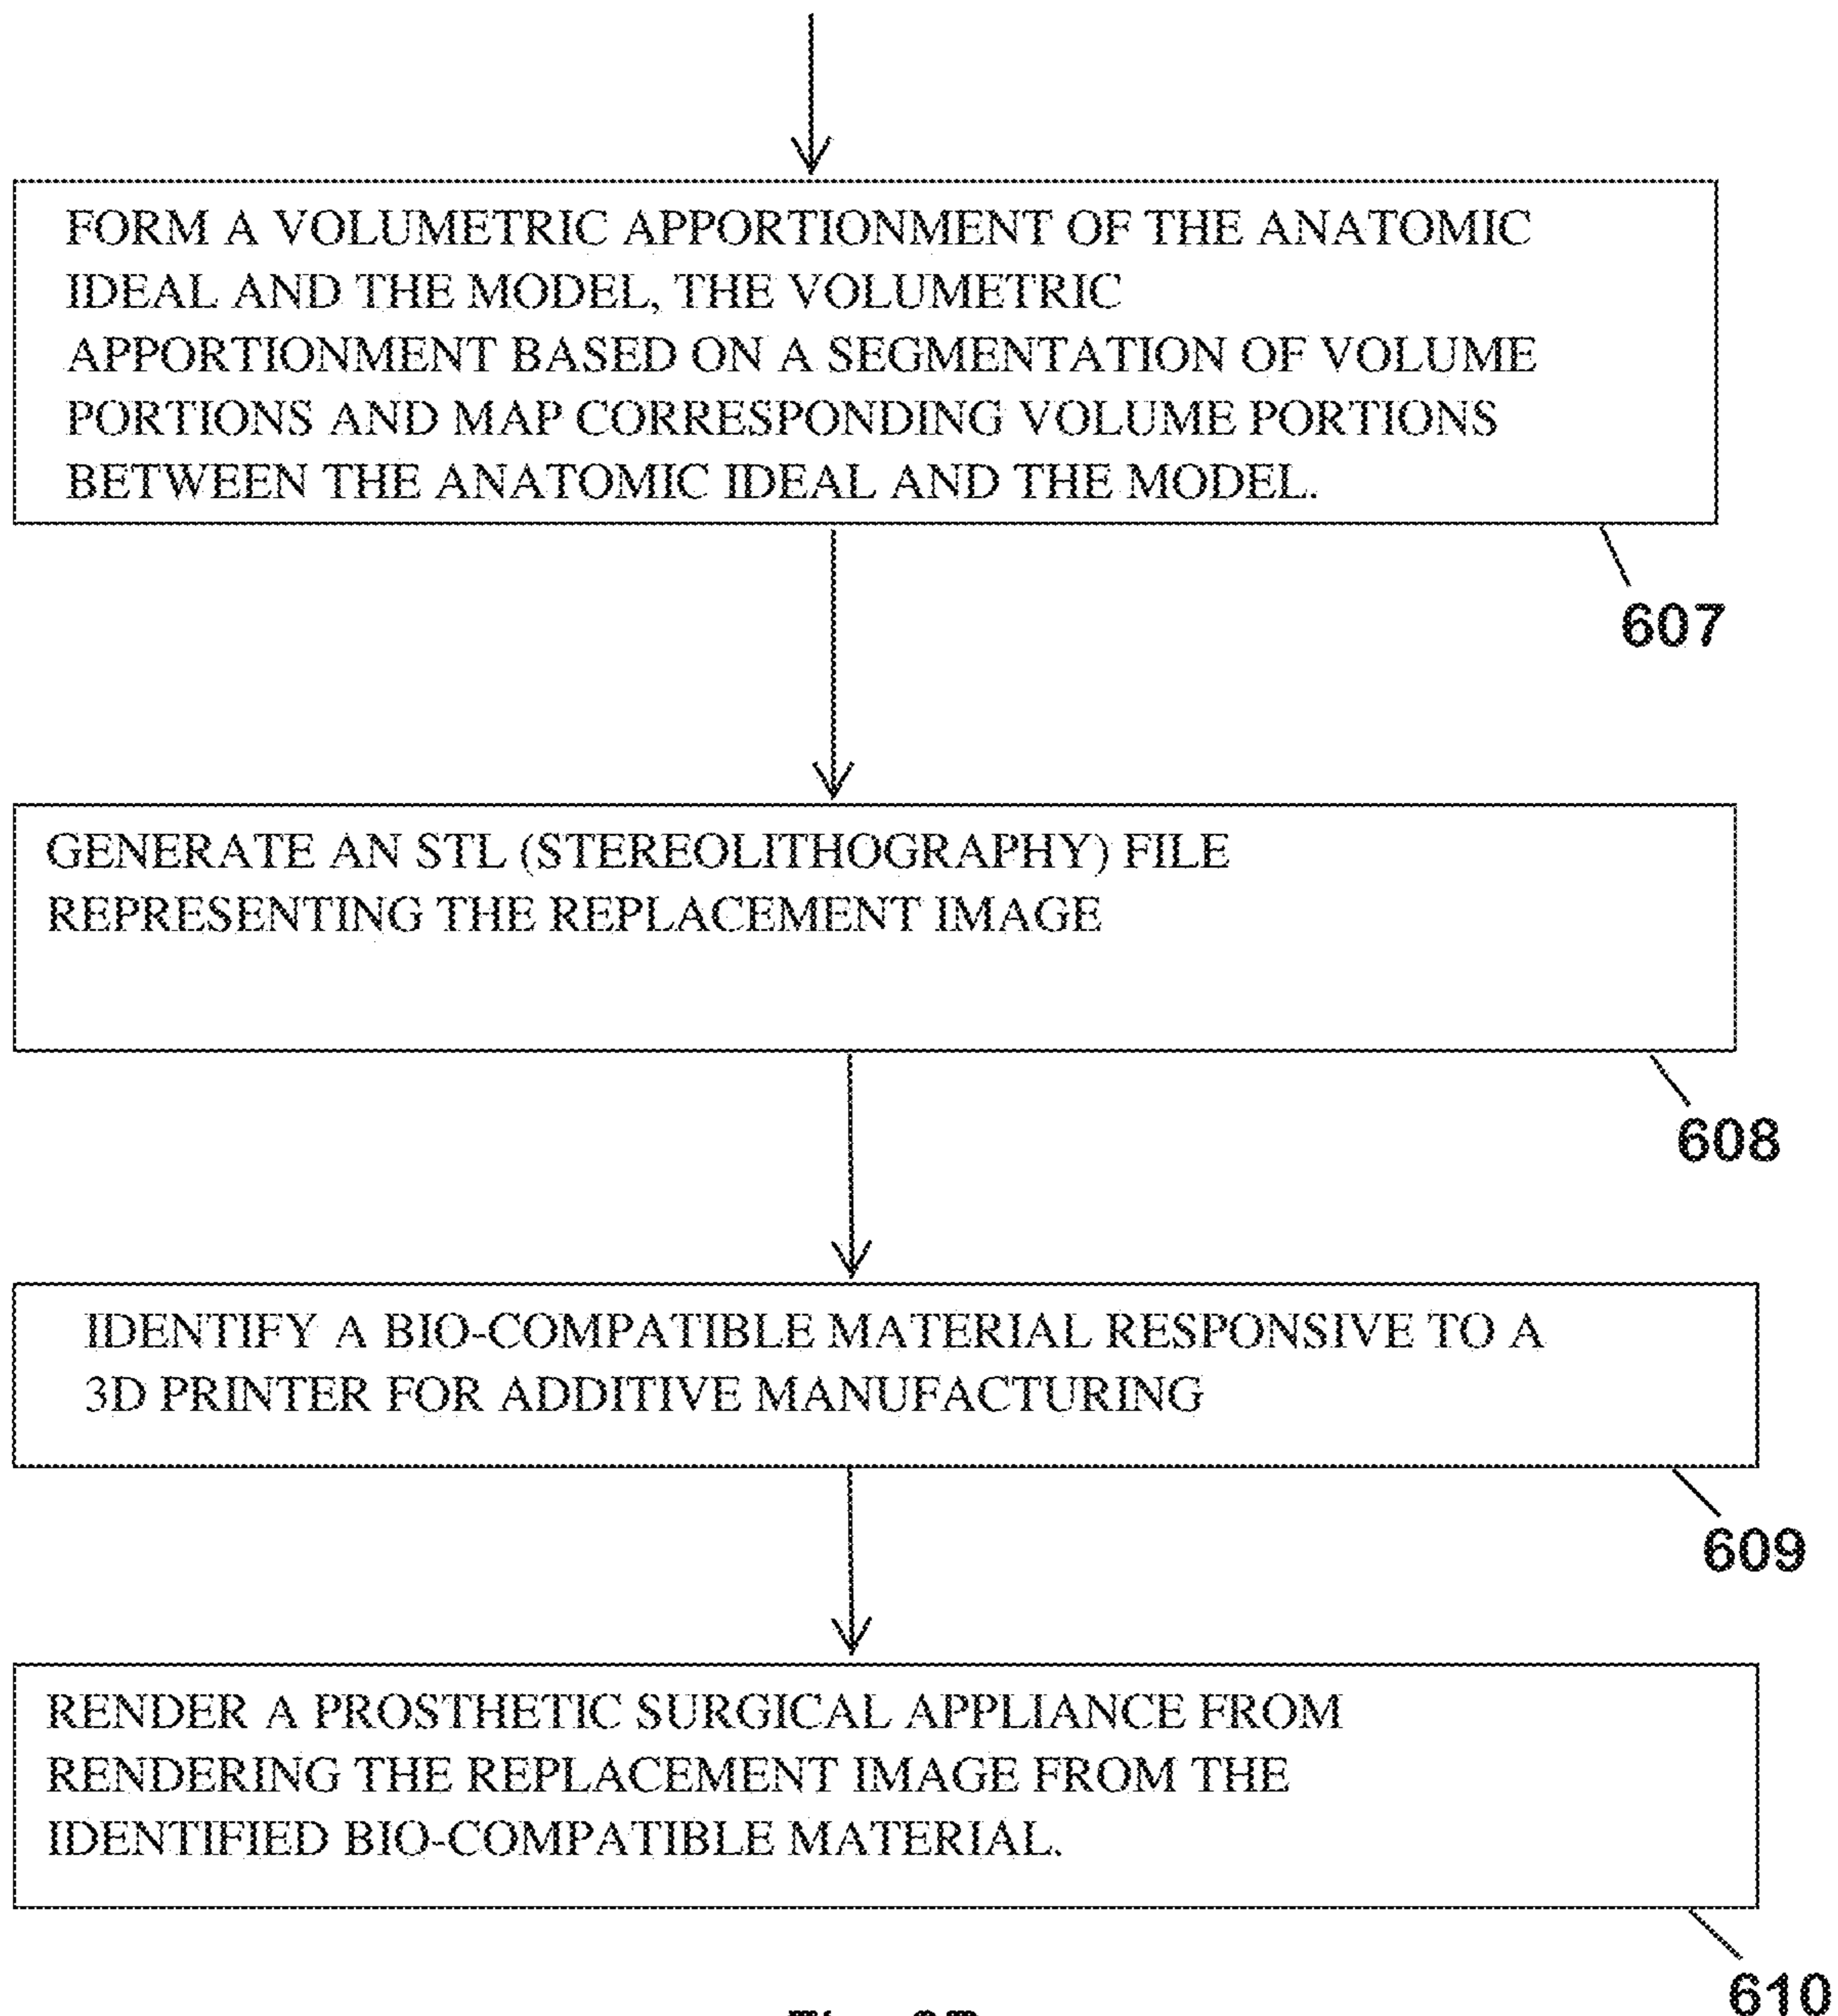 FORM A VOLUMETRIC APPORTIONMENT OF THE ANATOMIC
IDEAL AND THE MODEL, THE VOLUMETRIC
APPORTIONMENT BASED ON A SEGMENTATION OF VOLUME
PORTIONS AND MAP CORRESPONDING VOLUME PORTIONS
BETWEEN THE ANATOMIC IDEAL AND THE MODEL.
607
GENERATE AN STL (STEREOLITHOGRAPHY) FILE
REPRESENTING THE REPLACEMENT IMAGE
608
IDENTIFY A BIO-COMPATIBLE MATERIAL RESPONSIVE TO A
3D PRINTER FOR ADDITIVE MANUFACTURING
609
RENDER A PROSTHETIC SURGICAL APPLIANCE FROM
RENDERING THE REPLACEMENT IMAGE FROM THE
IDENTIFIED BIO-COMPATIBLE MATERIAL.
610